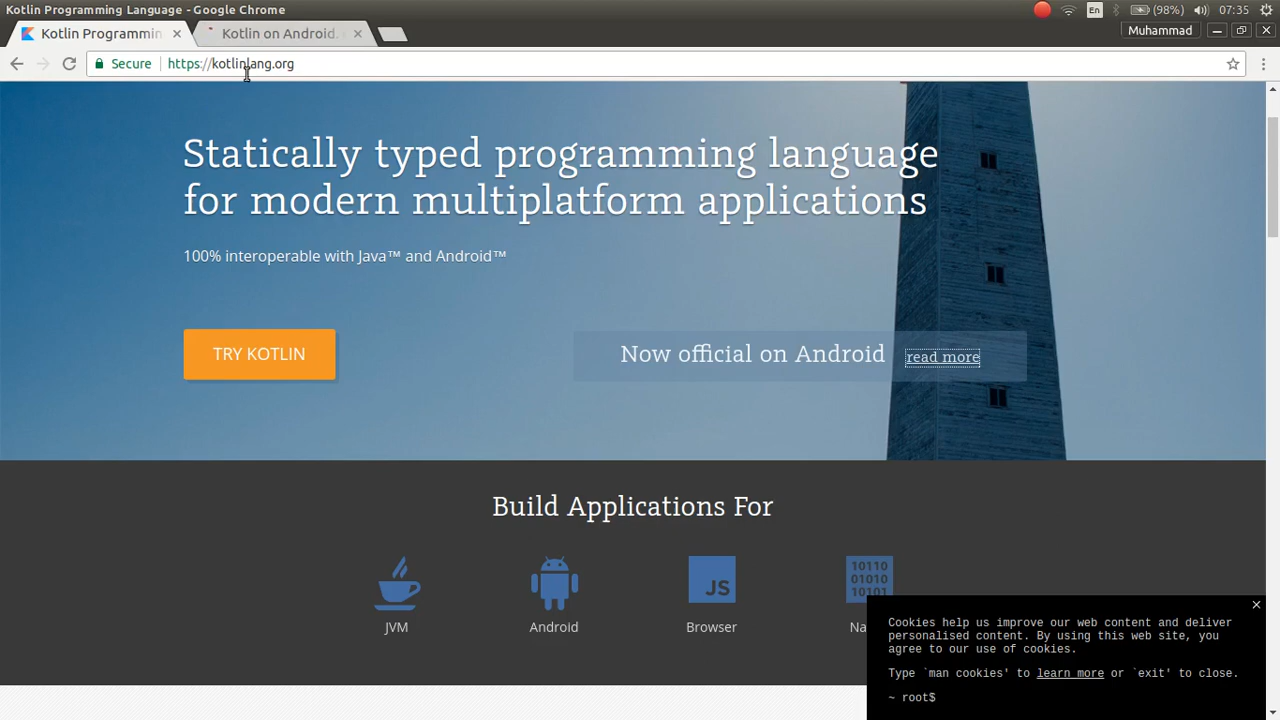 Kotlin Programming Language - Google Chrome
En
(98%)
07:35
Kotlin Programmin
Kotlin on Android.
Muhammad
Secure
https://kotlinlang.org
Statically typed programming language
for modern multiplatform applications
100% interoperable with Java™ and Android™
TRY KOTLIN
Now official on Android read more
Build Applications For
JS
10110
01010
10101
JVM
Android
Browser
Na
Cookies help us improve our web content and deliver
personalised content. By using this web site, you
agree to our use of cookies.
Type `man cookies' to learn more or `exit' to close.
~ root$